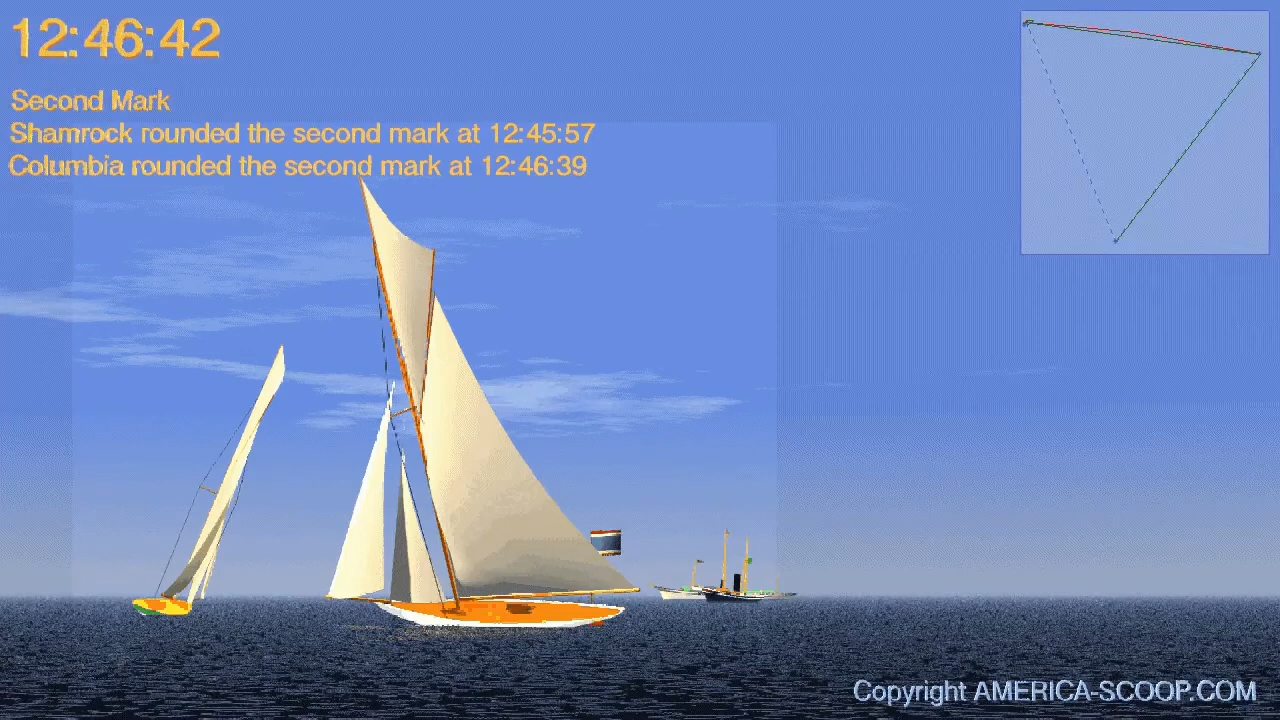 12:46:42
Second Mark
Shamrock rounded the second mark at 12:45:57
Columbia rounded the second mark at 12:46:39
Copyright AMERICA-SCOOP.COM